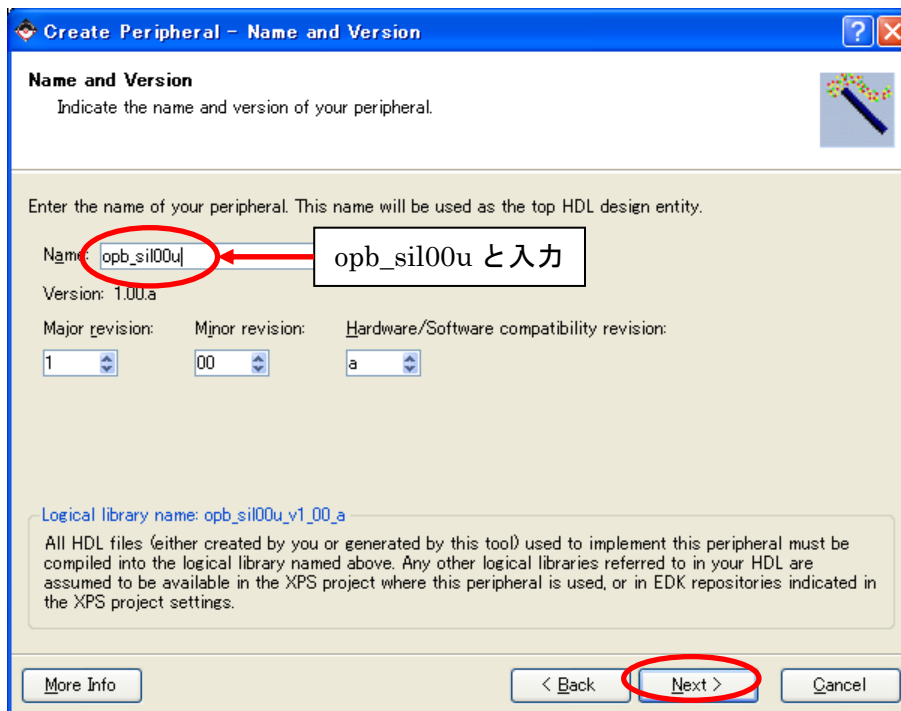 Create Peripheral - Name and Version
Name and Version
Indicate the name and version of your peripheral.
Enter the name of your peripheral. This name will be used as the top HDL design entity.
Name: opb_sil00u
opb_sil00u と入力
Version: 1.00.a
Major revision: Minor revision: Hardware/Software compatibility revision:
1 00 a
Logical library name: opb_sil00u_v1_00_a
All HDL files (either created by you or generated by this tool) used to implement this peripheral must be
compiled into the logical library named above. Any other logical libraries referred to in your HDL are
assumed to be available in the XPS project where this peripheral is used, or in EDK repositories indicated in
the XPS project settings.
More Info < Back Next > Cancel